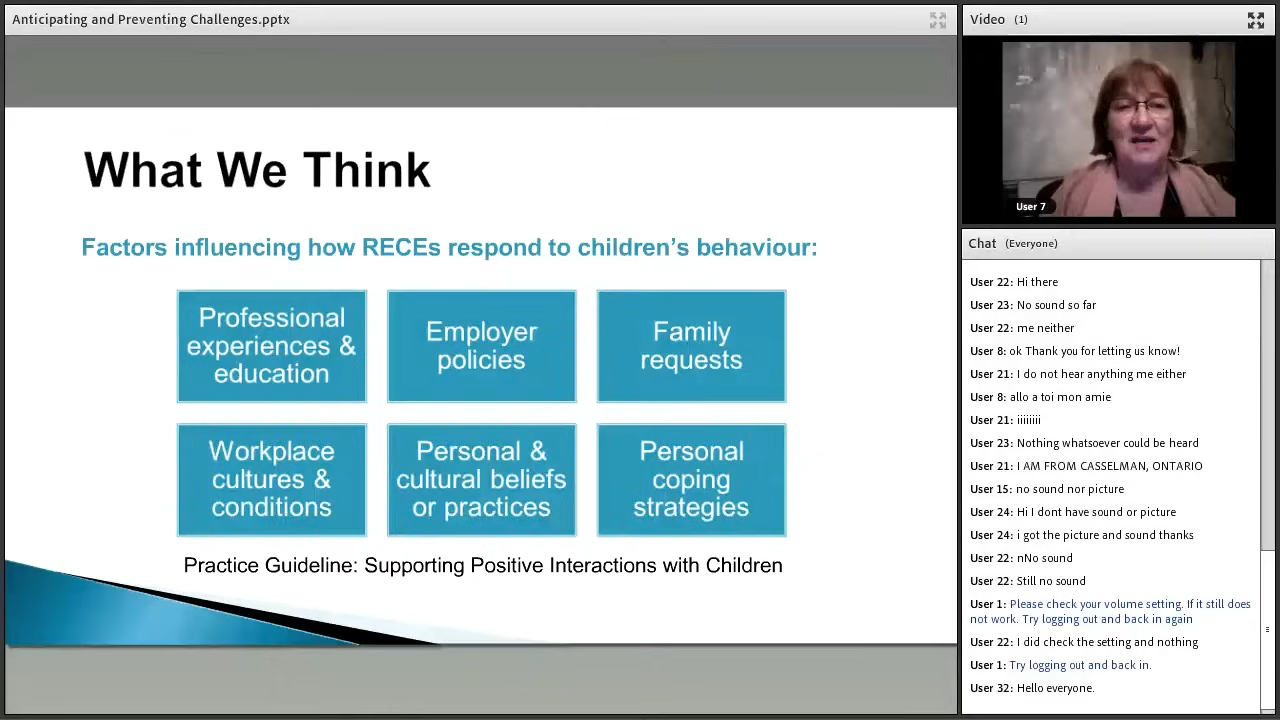 Anticipating and Preventing Challenges.pptx
What We Think
Factors influencing how RECEs respond to children's behaviour:
Professional
experiences &
education
Employer
policies
Family
requests
Workplace
cultures &
conditions
Personal &
cultural beliefs
or practices
Personal
coping
strategies
Practice Guideline: Supporting Positive Interactions with Children
Video (1)
User 7
Chat (Everyone)
User 22: Hi there
User 23: No sound so far
User 22: me neither
User 8: ok Thank you for letting us know!
User 21: I do not hear anything me either
User 8: allo a toi mon amie
User 21: iiiiiiii
User 23: Nothing whatsoever could be heard
User 21: I AM FROM CASSELMAN, ONTARIO
User 15: no sound nor picture
User 24: Hi I dont have sound or picture
User 24: i got the picture and sound thanks
User 22: nNo sound
User 22: Still no sound
User 1: Please check your volume setting. If it still does
not work. Try logging out and back in again
User 22: I did check the setting and nothing
User 1: Try logging out and back in.
User 32: Hello everyone.